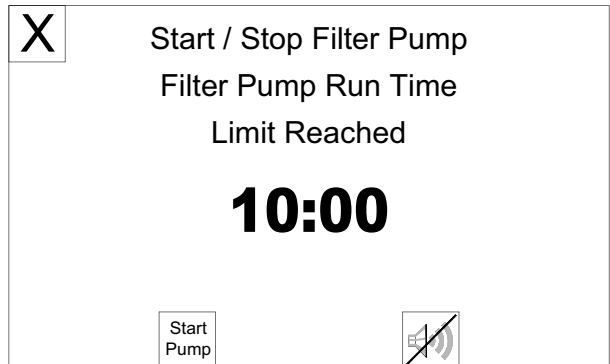 X
Start / Stop Filter Pump
Filter Pump Run Time
Limit Reached
10:00
Start
Pump